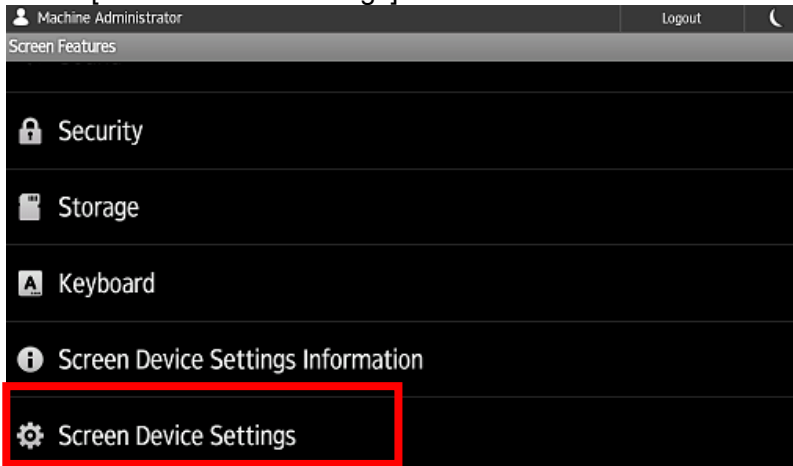 Machine Administrator Logout
Screen Features
Security
Storage
Keyboard
Screen Device Settings Information
Screen Device Settings